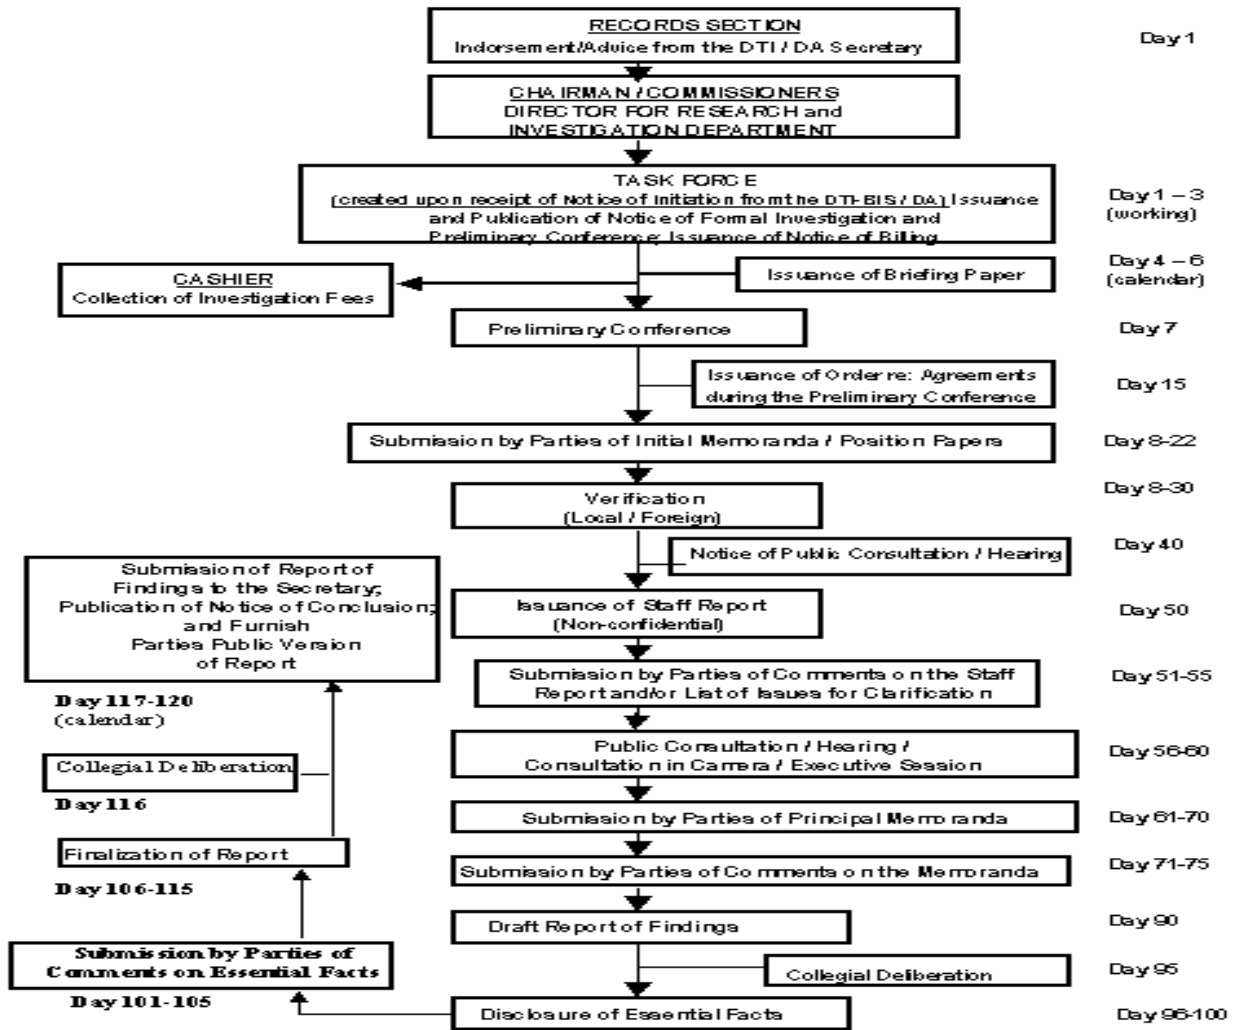 RECORDS SECTION
Indorsement/Advice from the DTI / DA Secretary
Day 1
CHAIRMAN / COMMISSIONERS
DIRECTOR FOR RESEARCH and
INVESTIGATION DEPARTMENT
TASK FORCE
(created upon receipt of Notice of Initiation from the DTI-BIS / DA) Issuance
and Publication of Notice of Formal Investigation and
Preliminary Conference; Issuance of Notice of Billing
Day 1 – 3
(working)
CASHIER
Collection of Investigation Fees
Issuance of Briefing Paper
Day 4 – 6
(calendar)
Preliminary Conference
Day 7
Issuance of Order re: Agreements
during the Preliminary Conference
Day 15
Submission by Parties of Initial Memoranda / Position Papers
Day 8-22
Verification
(Local / Foreign)
Day 8-30
Notice of Public Consultation / Hearing
Day 40
Issuance of Staff Report
(Non-confidential)
Day 50
Submission by Parties of Comments on the Staff
Report and/or List of Issues for Clarification
Day 51-55
Public Consultation / Hearing /
Consultation in Camera / Executive Session
Day 56-60
Submission by Parties of Principal Memoranda
Day 61-70
Submission by Parties of Comments on the Memoranda
Day 71-75
Draft Report of Findings
Day 90
Collegial Deliberation
Day 95
Disclosure of Essential Facts
Day 96-100
Submission by Parties of
Comments on Essential Facts
Day 101-105
Finalization of Report
Day 106-115
Collegial Deliberation
Day 116
Submission of Report of
Findings to the Secretary;
Publication of Notice of Conclusion;
and Furnish
Parties Public Version
of Report
Day 117-120
(calendar)